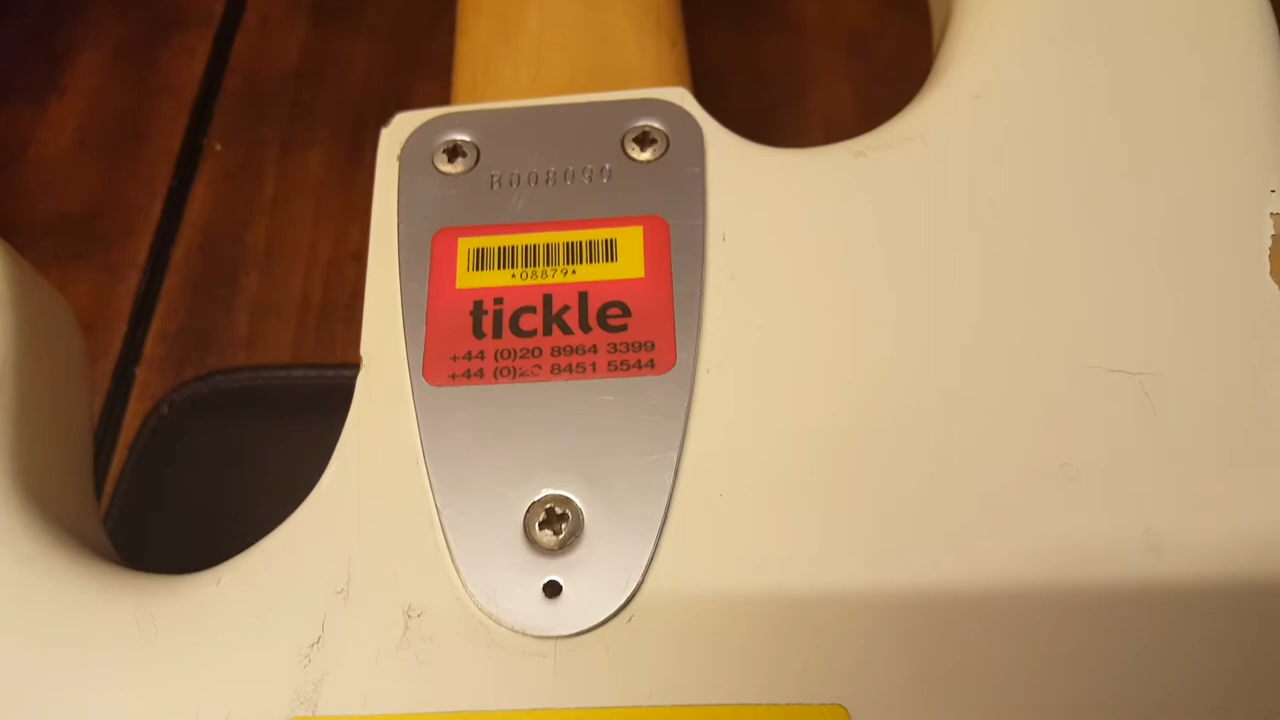 B008090
*08879*
tickle
+44 (0)20 8964 3399
+44 (0)20 8451 5544